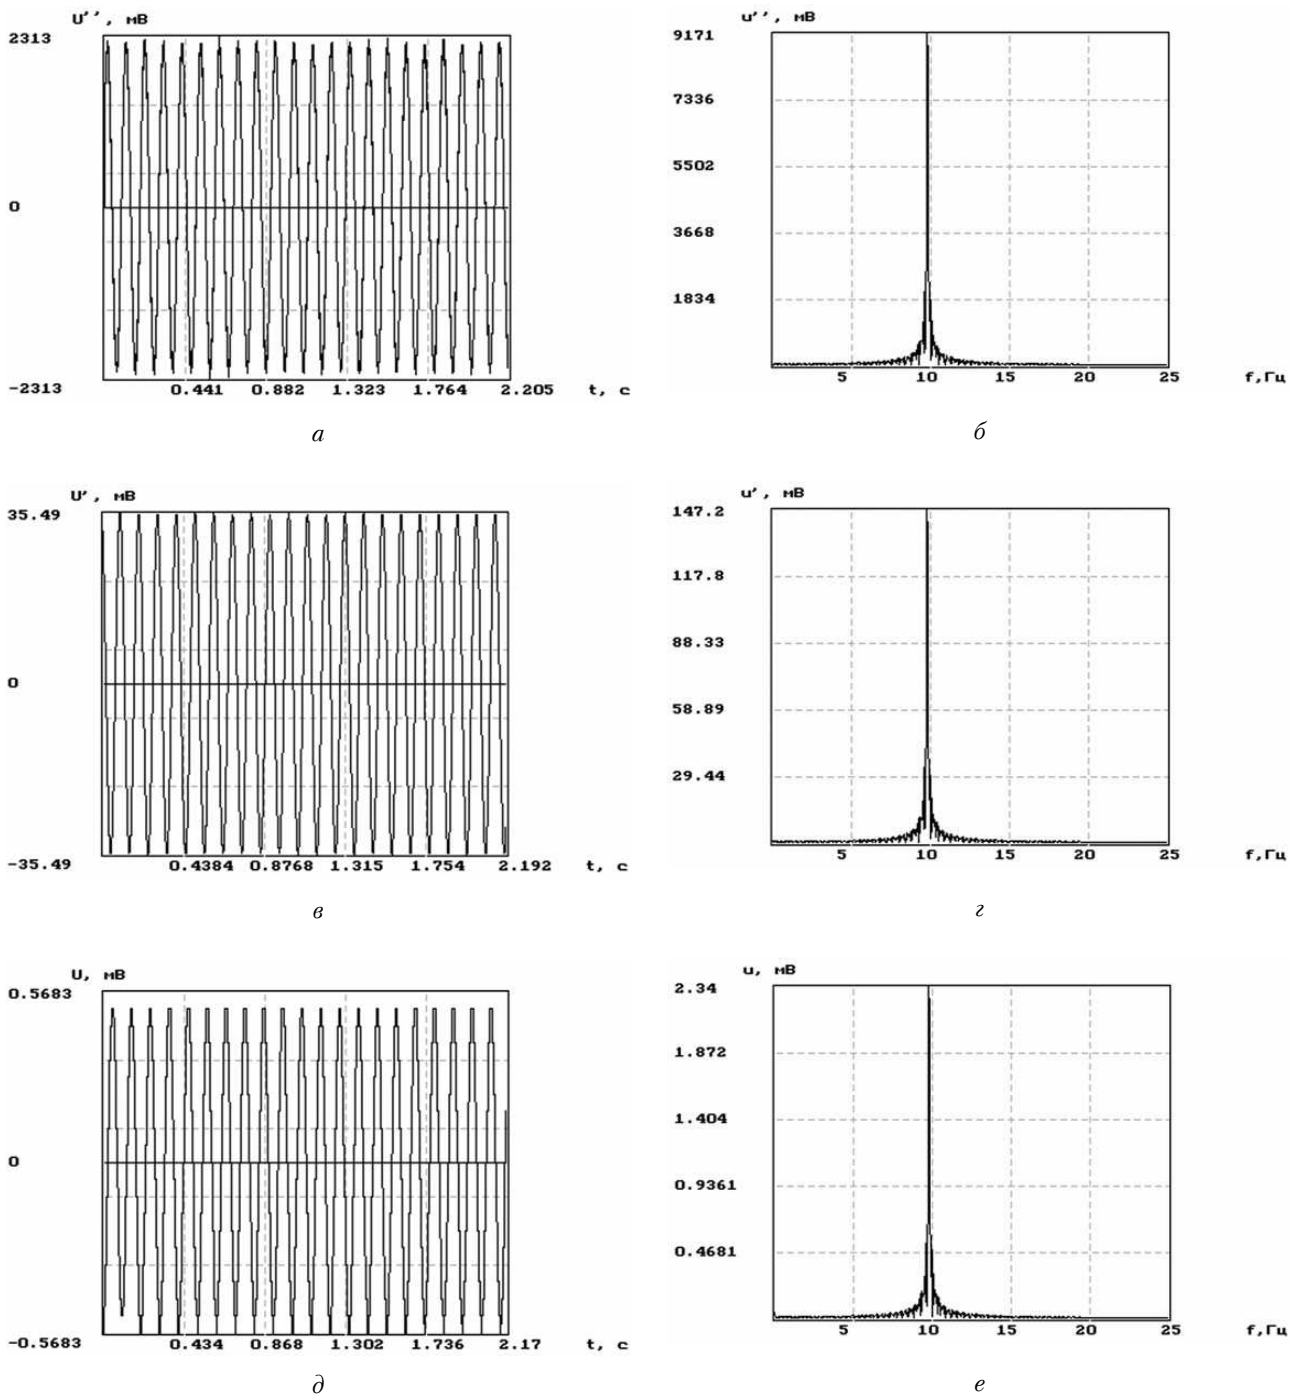 U'', мВ
2313
0
-2313
0.441 0.882 1.323 1.764 2.205 t, с
а
u'', мВ
9171
7336
5502
3668
1834
5 10 15 20 25 f,Гц
б
U', мВ
35.49
0
-35.49
0.4384 0.8768 1.315 1.754 2.192 t, с
в
u', мВ
147.2
117.8
88.33
58.89
29.44
5 10 15 20 25 f,Гц
г
U, мВ
0.5683
0
-0.5683
0.434 0.868 1.302 1.736 2.17 t, с
д
u, мВ
2.34
1.872
1.404
0.9361
0.4681
5 10 15 20 25 f,Гц
е